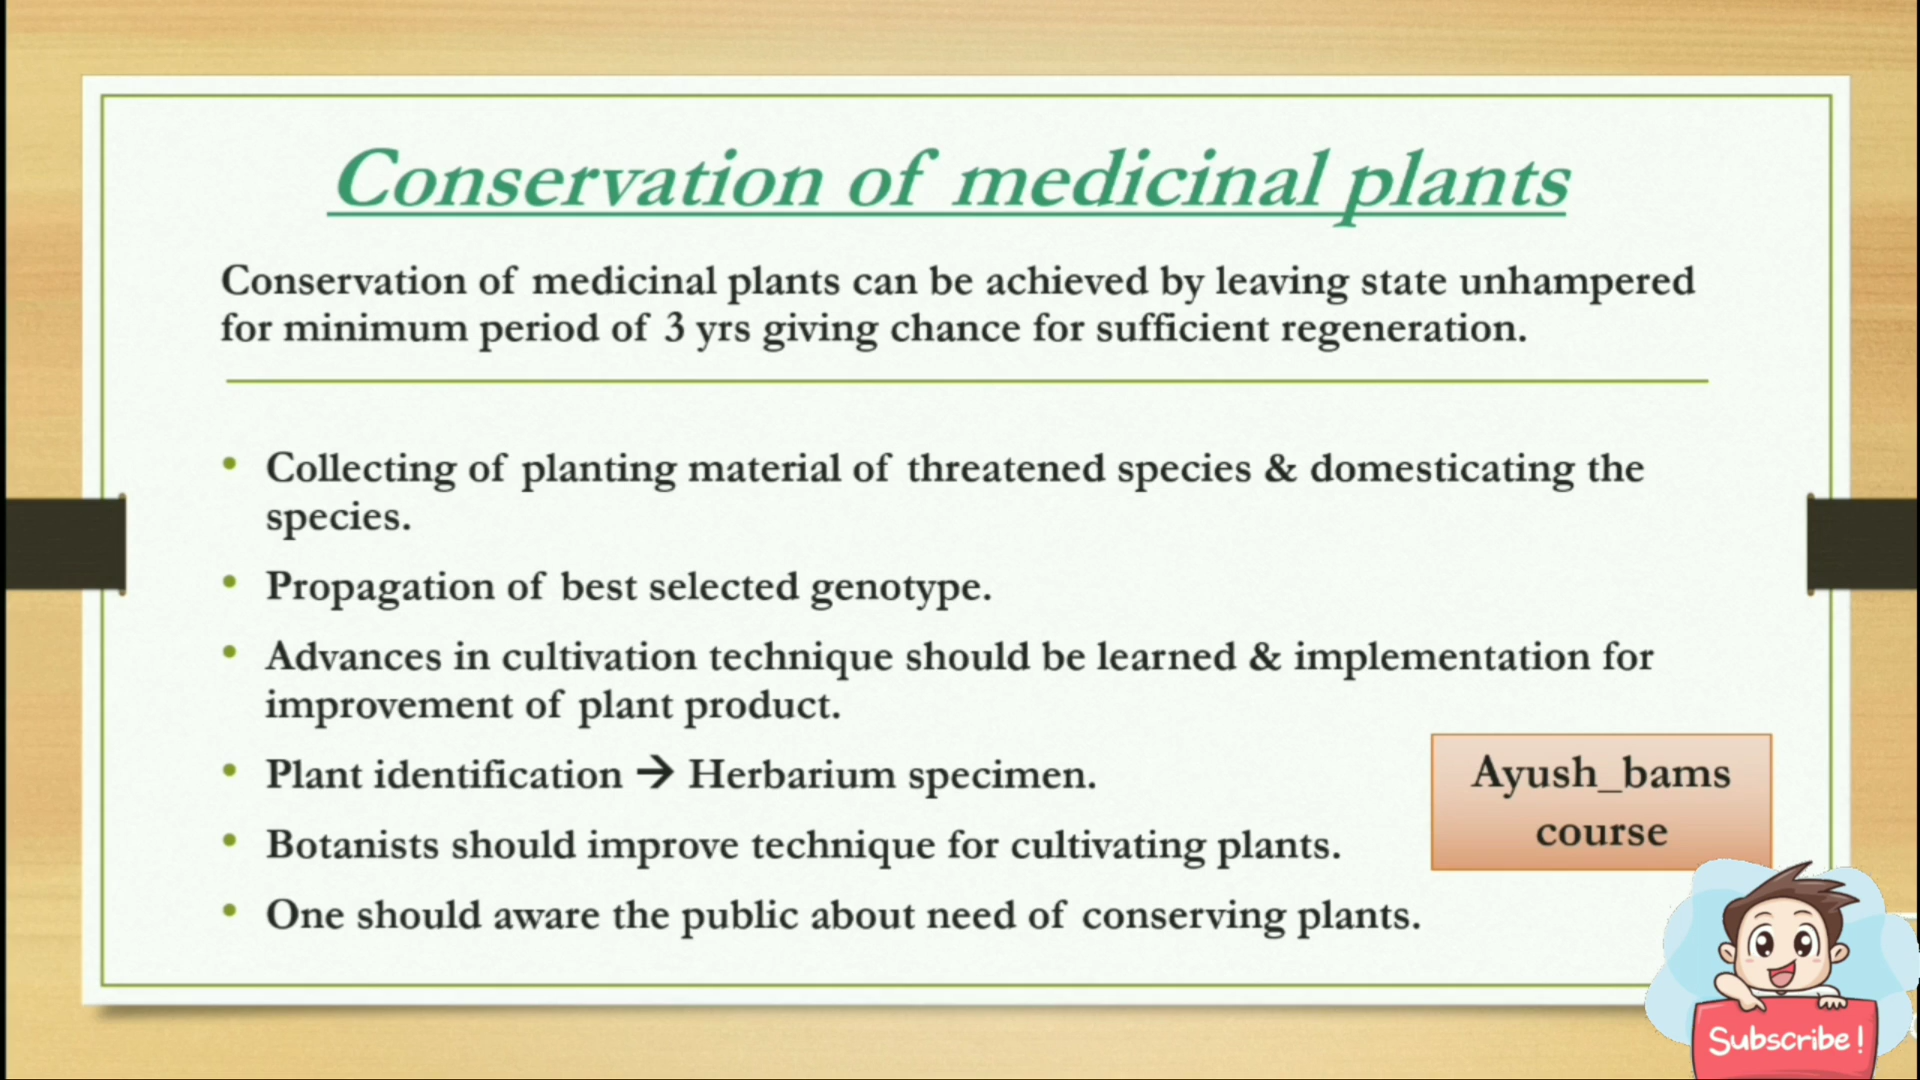 Conservation of medicinal plants
Conservation of medicinal plants can be achieved by leaving state unhampered
for minimum period of 3 yrs giving chance for sufficient regeneration.
• Collecting of planting material of threatened species & domesticating the
species.
• Propagation of best selected genotype.
• Advances in cultivation technique should be learned & implementation for
improvement of plant product.
• Plant identification → Herbarium specimen.
• Botanists should improve technique for cultivating plants.
• One should aware the public about need of conserving plants.
Ayush_bams
course
Subscribe!